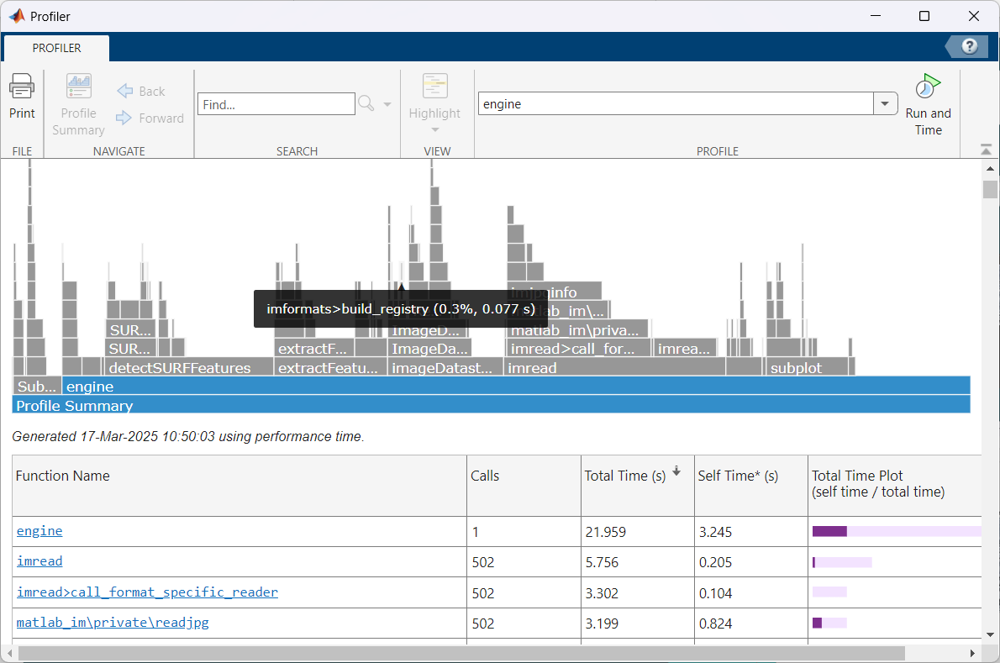 Profiler
PROFILER
?
Print
Profile Summary
Back
Forward
Find...
Highlight
engine
Run and Time
FILE
NAVIGATE
SEARCH
VIEW
PROFILE
imjpginfo
imformats>build_registry (0.3%, 0.077 s)
matlab_im\...
SUR...
ImageD...
matlab_im\priva...
SUR...
extractF...
ImageDa...
imread>call_for...
imrea...
detectSURFFeatures
extractFeatu...
imageDatast...
imread
subplot
Sub...
engine
Profile Summary
Generated 17-Mar-2025 10:50:03 using performance time.
Function Name
Calls
Total Time (s)
Self Time* (s)
Total Time Plot
(self time / total time)
engine 1 21.959 3.245
imread 502 5.756 0.205
imread>call_format_specific_reader 502 3.302 0.104
matlab_im\private\readjpg 502 3.199 0.824